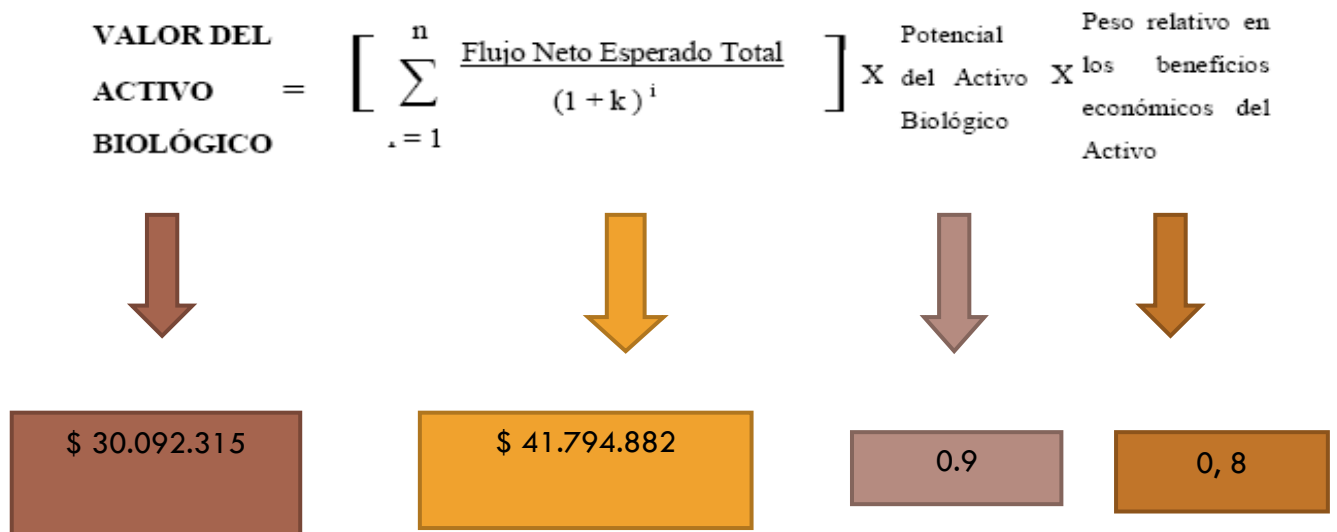 VALOR DEL
ACTIVO
BIOLÓGICO
=
[
n
∑
. = 1
Flujo Neto Esperado Total
(1 + k) i
]
X
Potencial
del Activo
Biológico
X
Peso relativo en
los beneficios
económicos del
Activo
$ 30.092.315
$ 41.794.882
0.9
0, 8